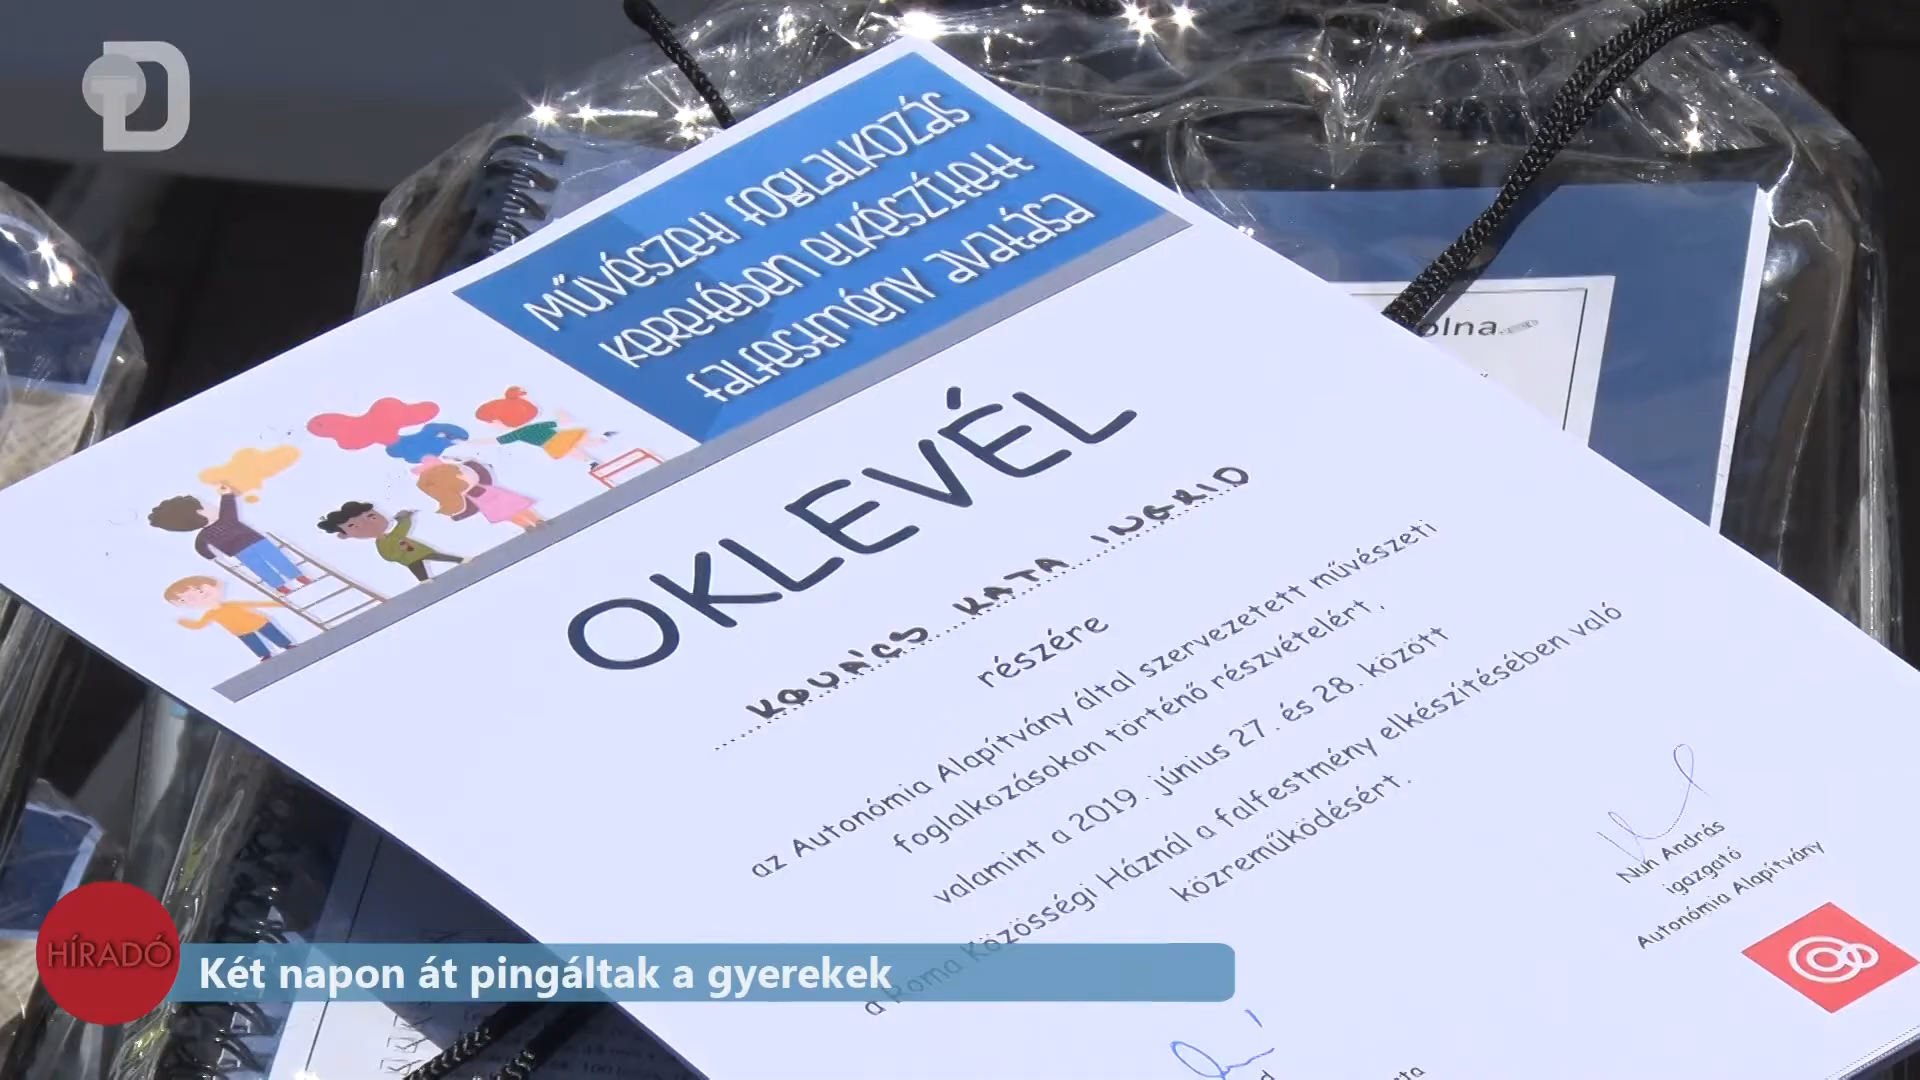 TD
MŰVÉSZETI FOGLALKOZÁS
KERETÉBEN ELKÉSZÍTETT
FALFESTMÉNY AVATÁSA
OKLEVÉL
KOVÁCS KATA INGRID
részére
az Autonómia Alapítvány által szervezetett művészeti
foglalkozásokon történő részvételért,
valamint a 2019. június 27. és 28. között
a Roma Közösségi Háznál a falfestmény elkészítésében való
közreműködésért.
Nun András
igazgató
Autonómia Alapítvány
HÍRADÓ
Két napon át pingáltak a gyerekek